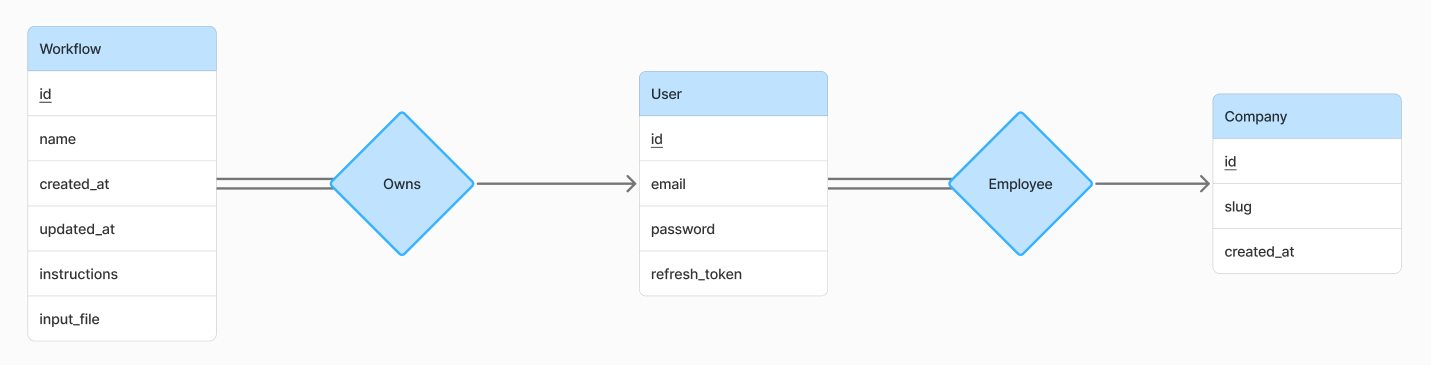 Workflow
id
name
created_at
updated_at
instructions
input_file
Owns
User
id
email
password
refresh_token
Employee
Company
id
slug
created_at